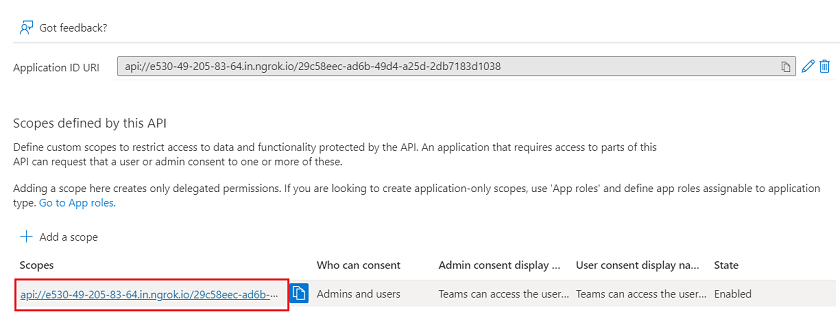 Got feedback?
Application ID URI api://e530-49-205-83-64.in.ngrok.io/29c58eec-ad6b-49d4-a25d-2db7183d1038
Scopes defined by this API
Define custom scopes to restrict access to data and functionality protected by the API. An application that requires access to parts of this
API can request that a user or admin consent to one or more of these.
Adding a scope here creates only delegated permissions. If you are looking to create application-only scopes, use 'App roles' and define app roles assignable to application
type. Go to App roles.
Add a scope
Scopes Who can consent Admin consent display ... User consent display na... State
api://e530-49-205-83-64.in.ngrok.io/29c58eec-ad6b-... Admins and users Teams can access the user... Teams can access the user... Enabled